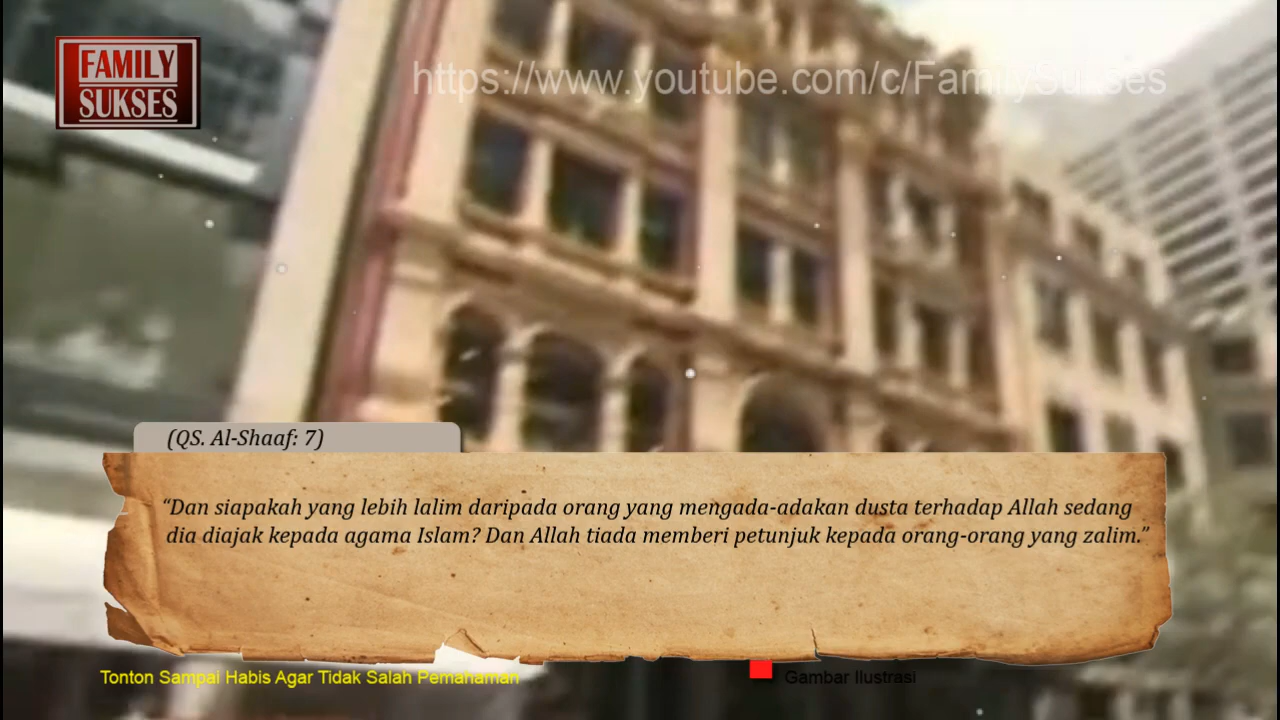 FAMILY
SUKSES
https://www.youtube.com/c/FamilySukses
(QS. Al-Shaaf: 7)
“Dan siapakah yang lebih lalim daripada orang yang mengada-adakan dusta terhadap Allah sedang
dia diajak kepada agama Islam? Dan Allah tiada memberi petunjuk kepada orang-orang yang zalim.”
Tonton Sampai Habis Agar Tidak Salah Pemahaman
Gambar Ilustrasi